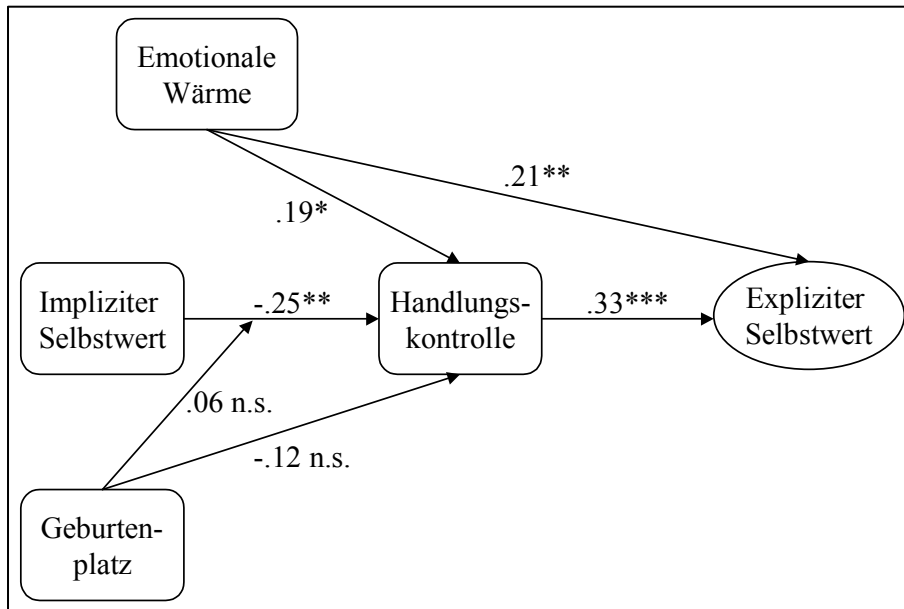 Emotionale
Wärme
.21**
.19*
Impliziter
Selbstwert
-.25**
Handlungs-
kontrolle
.33***
Expliziter
Selbstwert
.06 n.s.
-.12 n.s.
Geburten-
platz